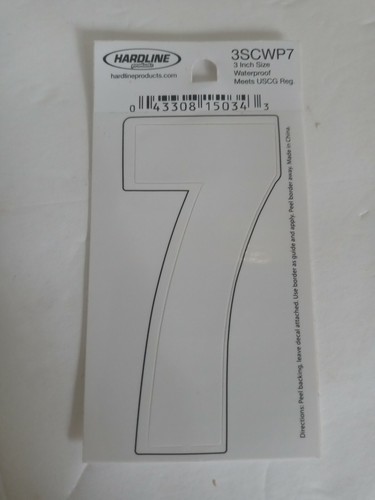 HARDLINE
hardlineproducts.com
3SCWP7
3 Inch Size
Waterproof
Meets USCG Reg.
0 43308 15034 3
7
Directions: Peel backing, leave decal attached. Use border as guide and apply. Peel border away. Made in China.